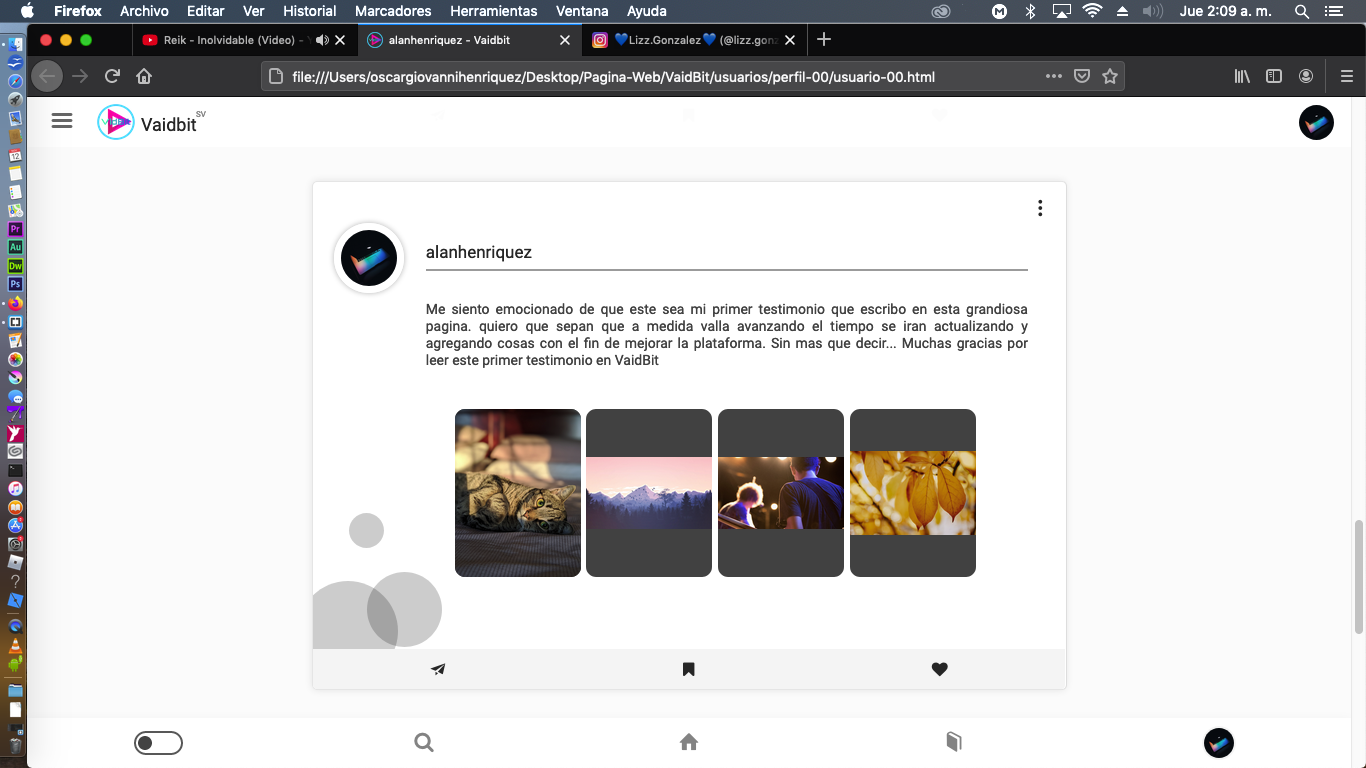 Firefox Archivo Editar Ver Historial Marcadores Herramientas Ventana Ayuda Jue 2:09 a. m.
Reik - Inolvidable (Video) - alanhenriquez - Vaidbit 💙Lizz.Gonzalez💙 (@lizz.gonz
file:///Users/oscargiovannihenriquez/Desktop/Pagina-Web/VaidBit/usuarios/perfil-00/usuario-00.html
Vaidbit SV
alanhenriquez
Me siento emocionado de que este sea mi primer testimonio que escribo en esta grandiosa
pagina. quiero que sepan que a medida valla avanzando el tiempo se iran actualizando y
agregando cosas con el fin de mejorar la plataforma. Sin mas que decir... Muchas gracias por
leer este primer testimonio en VaidBit
Pr
Au
Dw
Ps